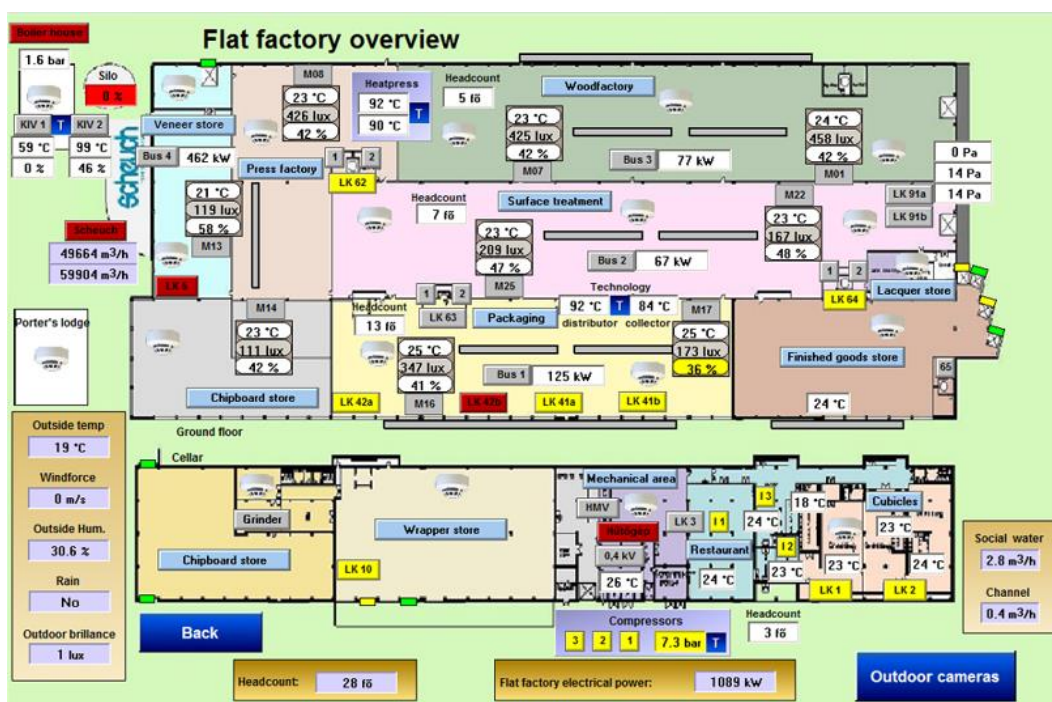 Boiler house
Flat factory overview
1.6 bar
Silo
0 %
KIV 1
T
KIV 2
59 °C
99 °C
0 %
46 %
scheuch
Scheuch
49664 m3/h
59904 m3/h
Veneer store
Bus 4
462 kW
Press factory
M08
23 °C
426 lux
42 %
Heatpress
92 °C
90 °C
T
Headcount
5 fő
Woodfactory
23 °C
425 lux
42 %
M07
Bus 3
77 kW
24 °C
458 lux
42 %
M01
0 Pa
14 Pa
14 Pa
1
2
LK 62
21 °C
119 lux
58 %
M13
LK 5
Headcount
7 fő
Surface treatment
23 °C
209 lux
47 %
M25
Bus 2
67 kW
M22
23 °C
167 lux
48 %
LK 91a
LK 91b
1
2
LK 64
Lacquer store
Porter's lodge
M14
23 °C
111 lux
42 %
Chipboard store
Headcount
13 fő
1
2
LK 63
Packaging
Technology
92 °C
T
84 °C
distributor
collector
M17
25 °C
173 lux
36 %
25 °C
347 lux
41 %
M16
Bus 1
125 kW
LK 42a
LK 42b
LK 41a
LK 41b
Finished goods store
24 °C
65
Ground floor
Cellar
Outside temp
19 °C
Windforce
0 m/s
Outside Hum.
30.6 %
Rain
No
Outdoor brillance
1 lux
Grinder
Chipboard store
Wrapper store
LK 10
Mechanical area
HMV
0,4 kV
26 °C
LK 3
I 1
I 3
24 °C
I 2
23 °C
Restaurant
24 °C
18 °C
Cubicles
23 °C
23 °C
24 °C
LK 1
LK 2
Social water
2.8 m3/h
Channel
0.4 m3/h
Back
Compressors
3
2
1
7.3 bar
T
Headcount
3 fő
Headcount:
28 fő
Flat factory electrical power:
1089 kW
Outdoor cameras